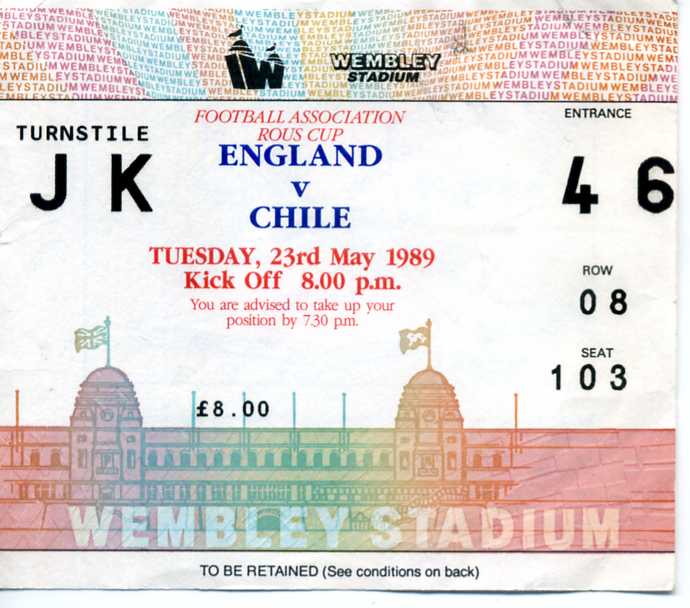 WEMBLEY
STADIUM
FOOTBALL ASSOCIATION
ROUS CUP
ENGLAND
v
CHILE
TUESDAY, 23rd May 1989
Kick Off 8.00 p.m.
You are advised to take up your
position by 7.30 p.m.
TURNSTILE
JK
ENTRANCE
46
ROW
08
SEAT
103
£8.00
WEMBLEY STADIUM
TO BE RETAINED (See conditions on back)